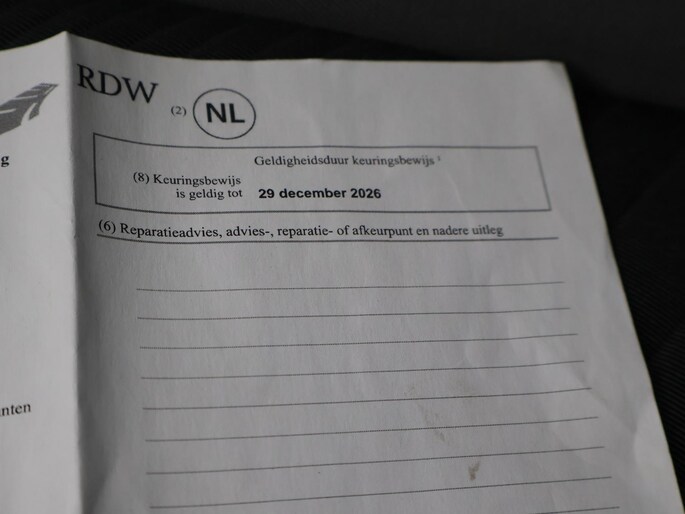 RDW
(2) NL
Geldigheidsduur keuringsbewijs
(8) Keuringsbewijs
is geldig tot 29 december 2026
(6) Reparatieadvies, advies-, reparatie- of afkeurpunt en nadere uitleg
g
nten